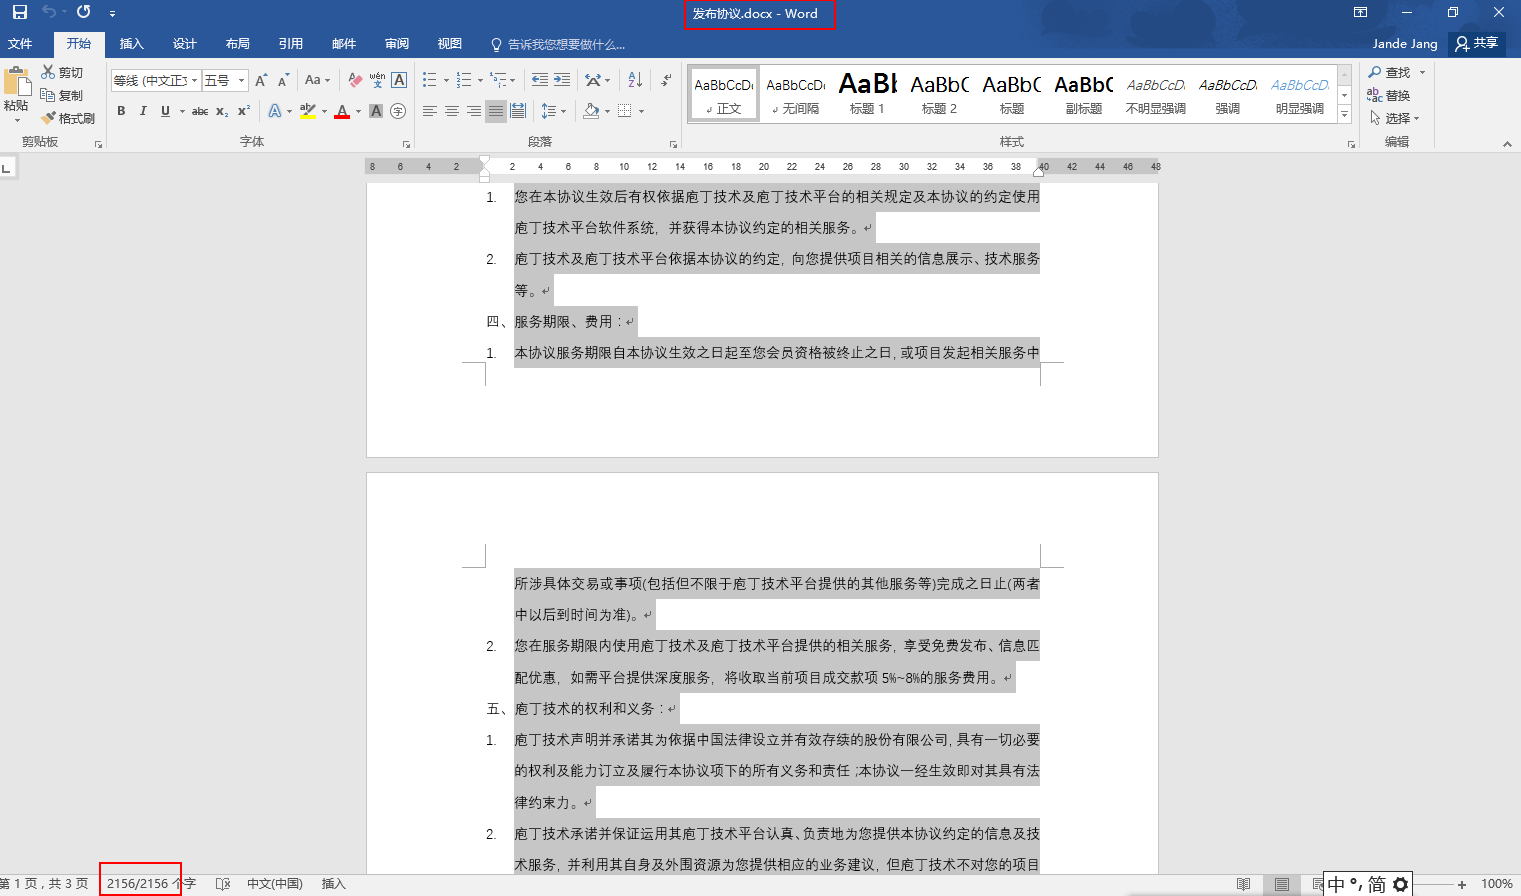 发布协议.docx - Word
文件 开始 插入 设计 布局 引用 邮件 审阅 视图 告诉我您想要做什么... Jande Jang 共享
粘贴 剪切 复制 格式刷 剪贴板
等线 (中文正文 五号 Aa wén A
B I U abc x₂ x² A ab A A 字
字体 段落
AaBbCcDd AaBbCcDd AaBb AaBbC AaBbC AaBbC AaBbCcD AaBbCcD AaBbCcD
正文 无间隔 标题 1 标题 2 标题 副标题 不明显强调 强调 明显强调
样式
查找 替换 选择 编辑
8 6 4 2 2 4 6 8 10 12 14 16 18 20 22 24 26 28 30 32 34 36 38 40 42 44 46 48
1. 您在本协议生效后有权依据庖丁技术及庖丁技术平台的相关规定及本协议的约定使用
庖丁技术平台软件系统，并获得本协议约定的相关服务。
2. 庖丁技术及庖丁技术平台依据本协议的约定，向您提供项目相关的信息展示、技术服务
等。
四、服务期限、费用：
1. 本协议服务期限自本协议生效之日起至您会员资格被终止之日，或项目发起相关服务中
所涉具体交易或事项(包括但不限于庖丁技术平台提供的其他服务等)完成之日止(两者
中以后到时间为准)。
2. 您在服务期限内使用庖丁技术及庖丁技术平台提供的相关服务，享受免费发布、信息匹
配优惠，如需平台提供深度服务，将收取当前项目成交款项 5%~8%的服务费用。
五、庖丁技术的权利和义务：
1. 庖丁技术声明并承诺其为依据中国法律设立并有效存续的股份有限公司，具有一切必要
的权利及能力订立及履行本协议项下的所有义务和责任；本协议一经生效即对其具有法
律约束力。
2. 庖丁技术承诺并保证运用其庖丁技术平台认真、负责地为您提供本协议约定的信息及技
术服务，并利用其自身及外围资源为您提供相应的业务建议，但庖丁技术不对您的项目
第 1 页，共 3 页 2156/2156 个字 中文(中国) 插入 中 °, 简 100%